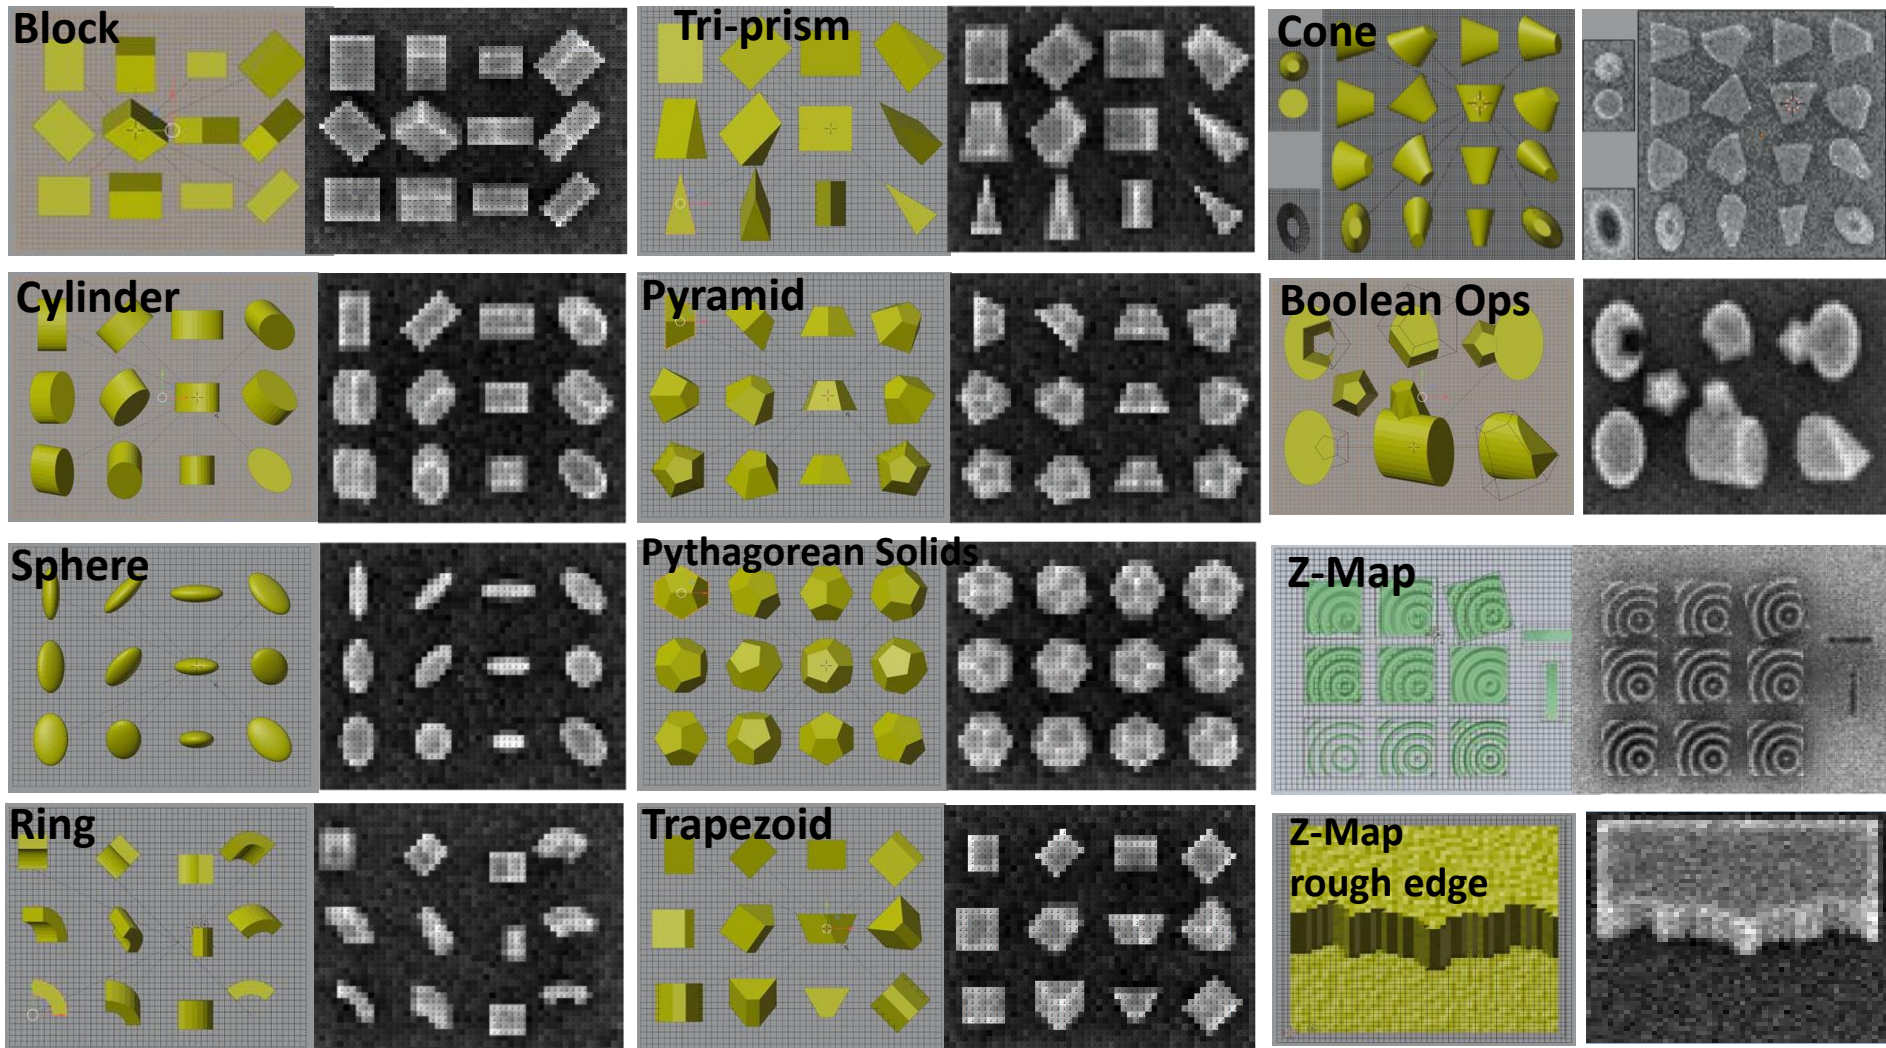 Block
Tri-prism
Cone
Cylinder
Pyramid
Boolean Ops
Sphere
Pythagorean Solids
Z-Map
Ring
Trapezoid
Z-Map
rough edge